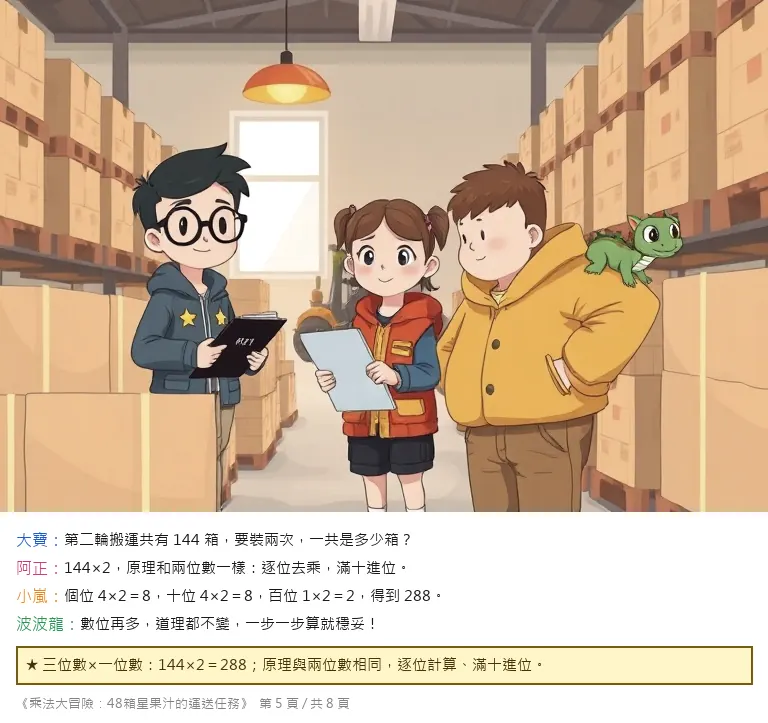 大寶：第二輪搬運共有 144 箱，要裝兩次，一共是多少箱？
阿正：144×2，原理和兩位數一樣：逐位去乘，滿十進位。
小嵐：個位 4×2＝8，十位 4×2＝8，百位 1×2＝2，得到 288。
波波龍：數位再多，道理都不變，一步一步算就穩妥！
★ 三位數×一位數：144×2＝288；原理與兩位數相同，逐位計算、滿十進位。
《乘法大冒險：48箱星果汁的運送任務》 第 5 頁 / 共 8 頁